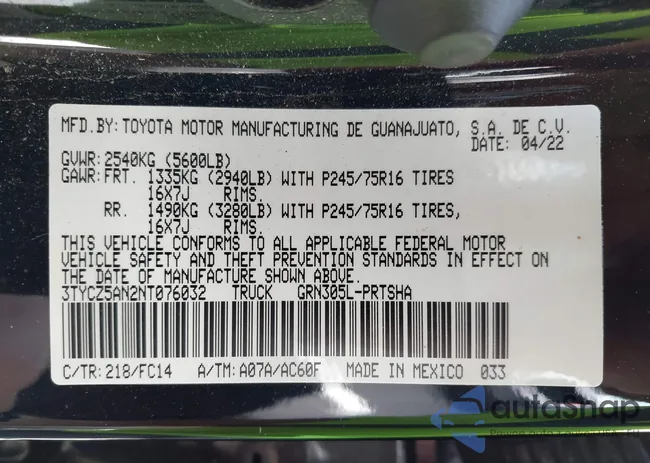 MFD.BY: TOYOTA MOTOR MANUFACTURING DE GUANAJUATO, S.A. DE C.V.
DATE: 04/22
GVWR: 2540KG (5600LB)
GAWR: FRT. 1335KG (2940LB) WITH P245/75R16 TIRES
16X7J RIMS.
RR. 1490KG (3280LB) WITH P245/75R16 TIRES,
16X7J RIMS.
THIS VEHICLE CONFORMS TO ALL APPLICABLE FEDERAL MOTOR
VEHICLE SAFETY AND THEFT PREVENTION STANDARDS IN EFFECT ON
THE DATE OF MANUFACTURE SHOWN ABOVE.
3TYCZ5AN2NT076032 TRUCK GRN305L-PRTSHA
C/TR: 218/FC14 A/TM: A07A/AC60F MADE IN MEXICO 033
autoShap